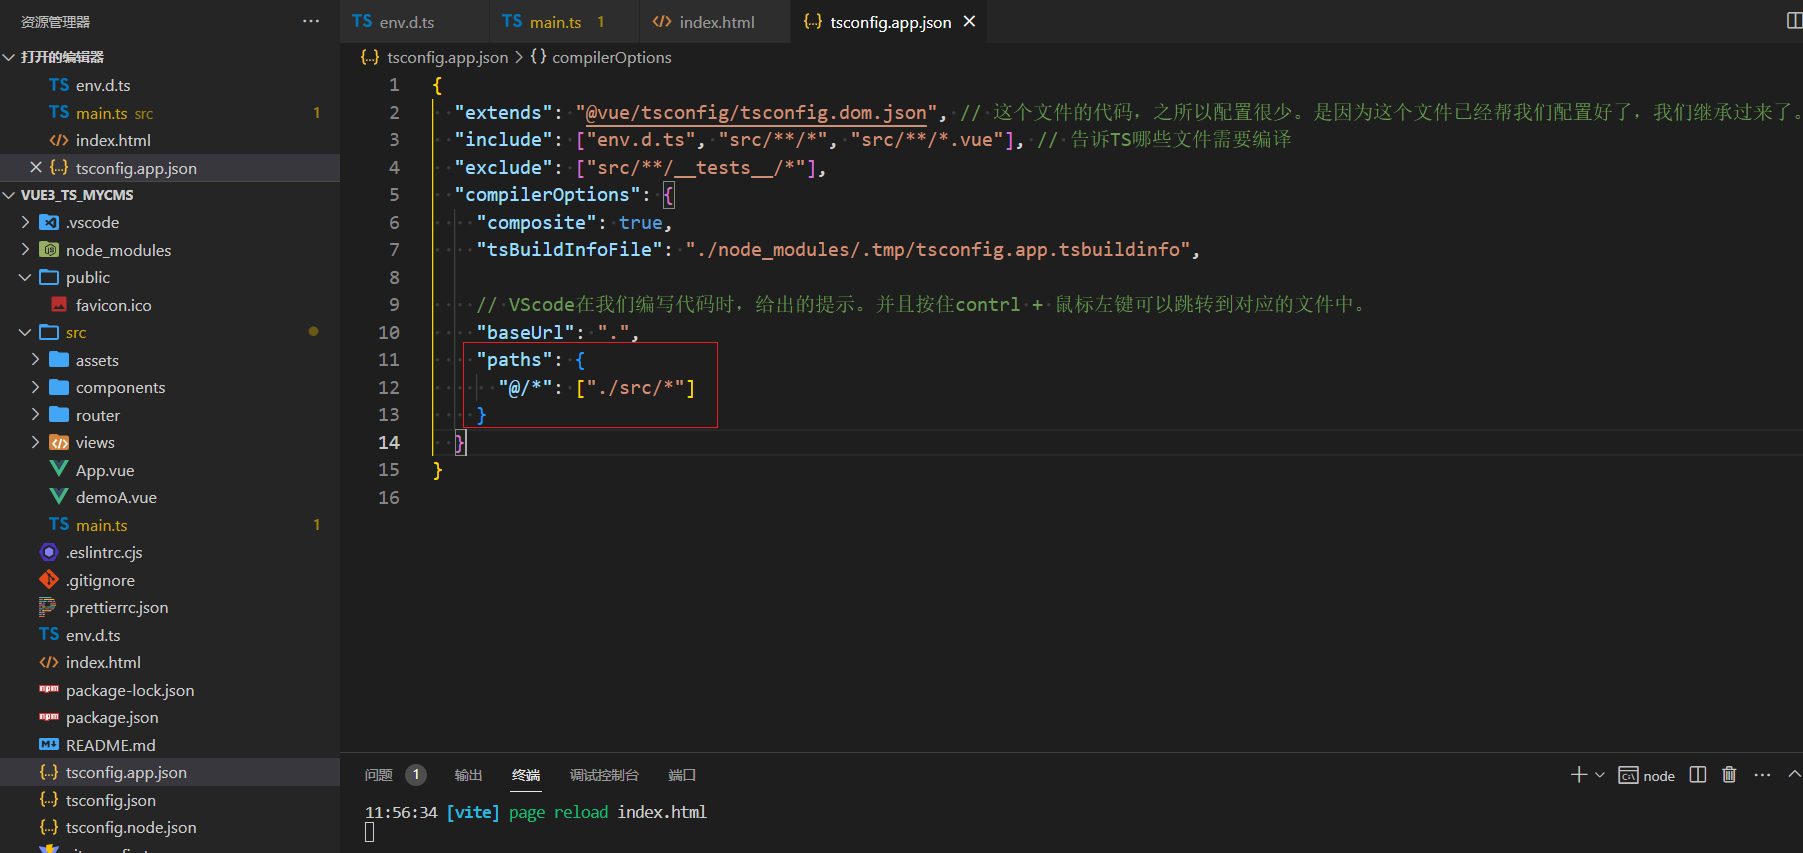 资源管理器
打开的编辑器
TS env.d.ts
TS main.ts src 1
index.html
tsconfig.app.json
VUE3_TS_MYCMS
.vscode
node_modules
public
favicon.ico
src
assets
components
router
views
App.vue
demoA.vue
TS main.ts 1
.eslintrc.cjs
.gitignore
.prettierrc.json
TS env.d.ts
index.html
package-lock.json
package.json
README.md
tsconfig.app.json
tsconfig.json
tsconfig.node.json
TS env.d.ts TS main.ts 1 index.html {..} tsconfig.app.json
{..} tsconfig.app.json > {} compilerOptions
1 {
2 "extends": "@vue/tsconfig/tsconfig.dom.json", // 这个文件的代码，之所以配置很少。是因为这个文件已经帮我们配置好了，我们继承过来了。
3 "include": ["env.d.ts", "src/**/*", "src/**/*.vue"], // 告诉TS哪些文件需要编译
4 "exclude": ["src/**/__tests__/*"],
5 "compilerOptions": {
6 "composite": true,
7 "tsBuildInfoFile": "./node_modules/.tmp/tsconfig.app.tsbuildinfo",
8
9 // VScode在我们编写代码时，给出的提示。并且按住contrl + 鼠标左键可以跳转到对应的文件中。
10 "baseUrl": ".",
11 "paths": {
12 "@/*": ["./src/*"]
13 }
14 }
15 }
16
问题 1 输出 终端 调试控制台 端口 node
11:56:34 [vite] page reload index.html